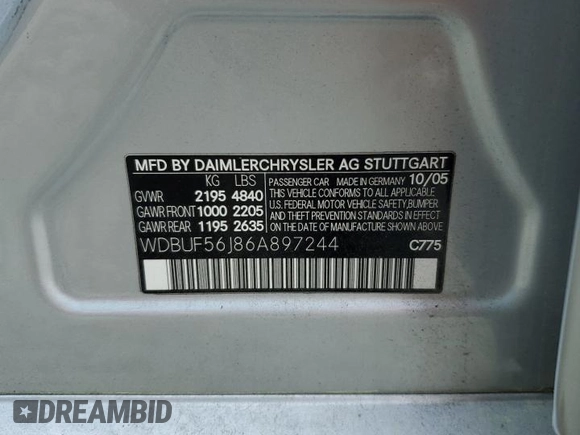 MFD BY DAIMLERCHRYSLER AG STUTTGART
KG LBS
GVWR 2195 4840
GAWR FRONT 1000 2205
GAWR REAR 1195 2635
PASSENGER CAR MADE IN GERMANY 10/05
THIS VEHICLE CONFORMS TO ALL APPLICABLE
U.S. FEDERAL MOTOR VEHICLE SAFETY,BUMPER
AND THEFT PREVENTION STANDARDS IN EFFECT
ON THE DATE OF MANUFACTURE SHOWN ABOVE.
WDBUF56J86A897244
C775
DREAMBID